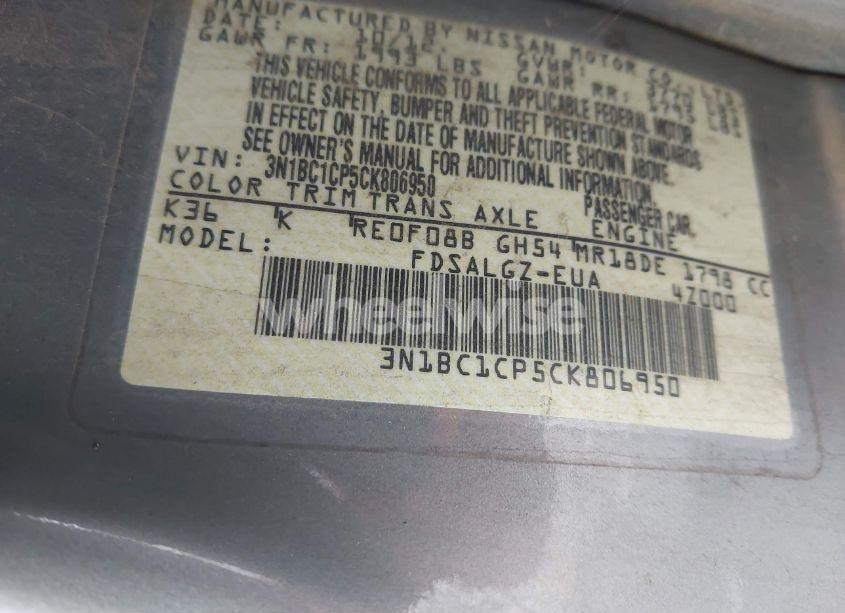 MANUFACTURED BY NISSAN MOTOR CO., LTD.
DATE: 10/12 GVWR:
GAWR FR: 1993 LBS GAWR RR:
THIS VEHICLE CONFORMS TO ALL APPLICABLE FEDERAL MOTOR
VEHICLE SAFETY, BUMPER AND THEFT PREVENTION STANDARDS
IN EFFECT ON THE DATE OF MANUFACTURE SHOWN ABOVE.
SEE OWNER'S MANUAL FOR ADDITIONAL INFORMATION.
VIN: 3N1BC1CP5CK806950 PASSENGER CAR
COLOR TRIM TRANS AXLE ENGINE
K36 K RE0F08B GH54 MR18DE 1798 CC
MODEL: FDSALGZ-EUA 4Z000
wheelwise
3N1BC1CP5CK806950